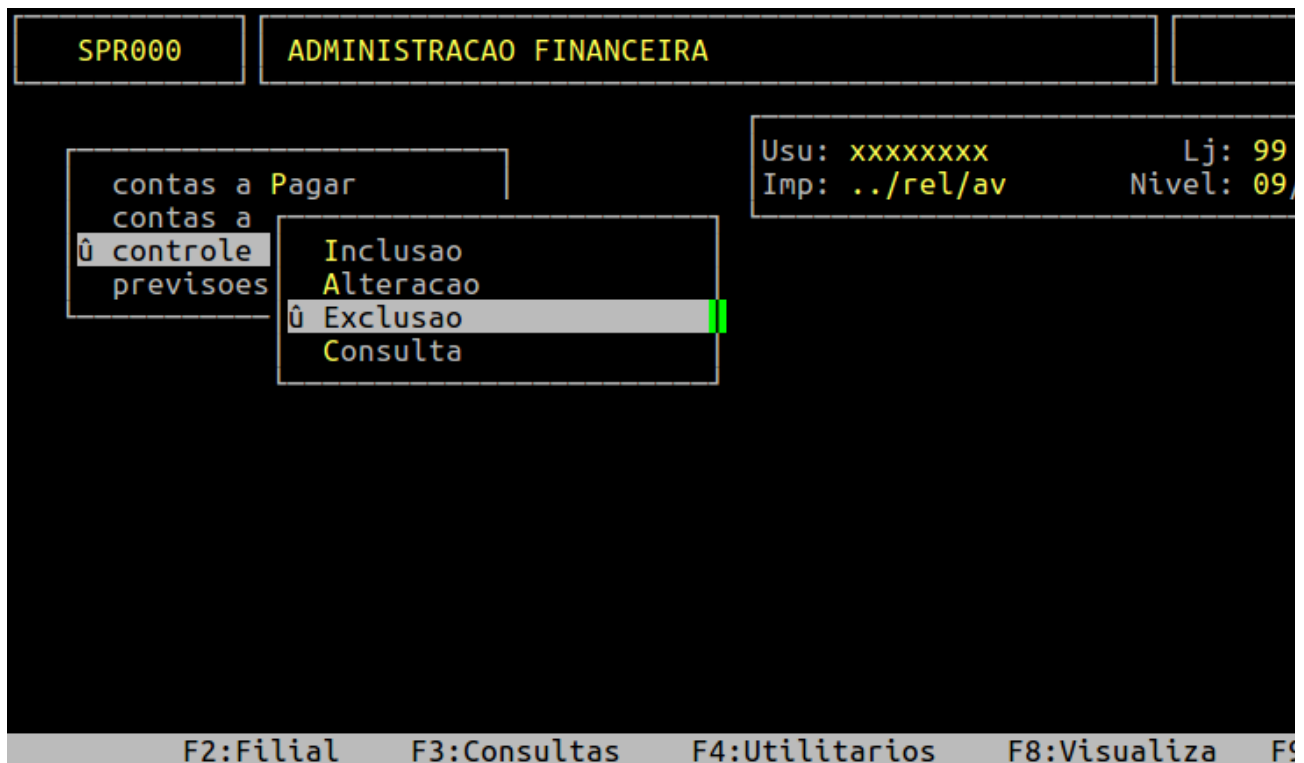 SPR000 ADMINISTRACAO FINANCEIRA
Usu: xxxxxxxx Lj: 99
Imp: ../rel/av Nivel: 09/
contas a Pagar
contas a
û controle
previsoes
Inclusao
Alteracao
û Exclusao
Consulta
F2:Filial F3:Consultas F4:Utilitarios F8:Visualiza